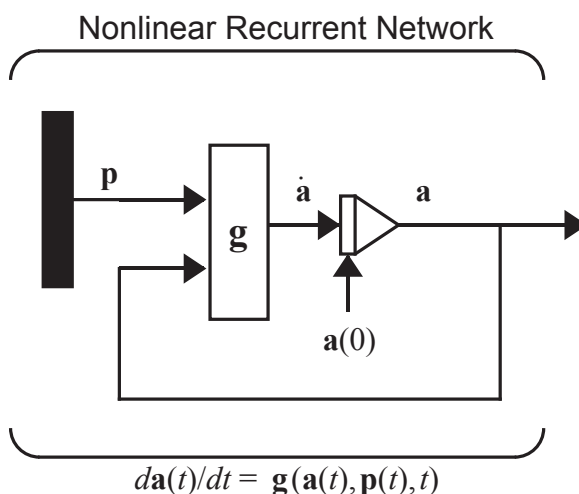 Nonlinear Recurrent Network
p
ȧ
a
g
a(0)
da(t)/dt = g(a(t), p(t), t)